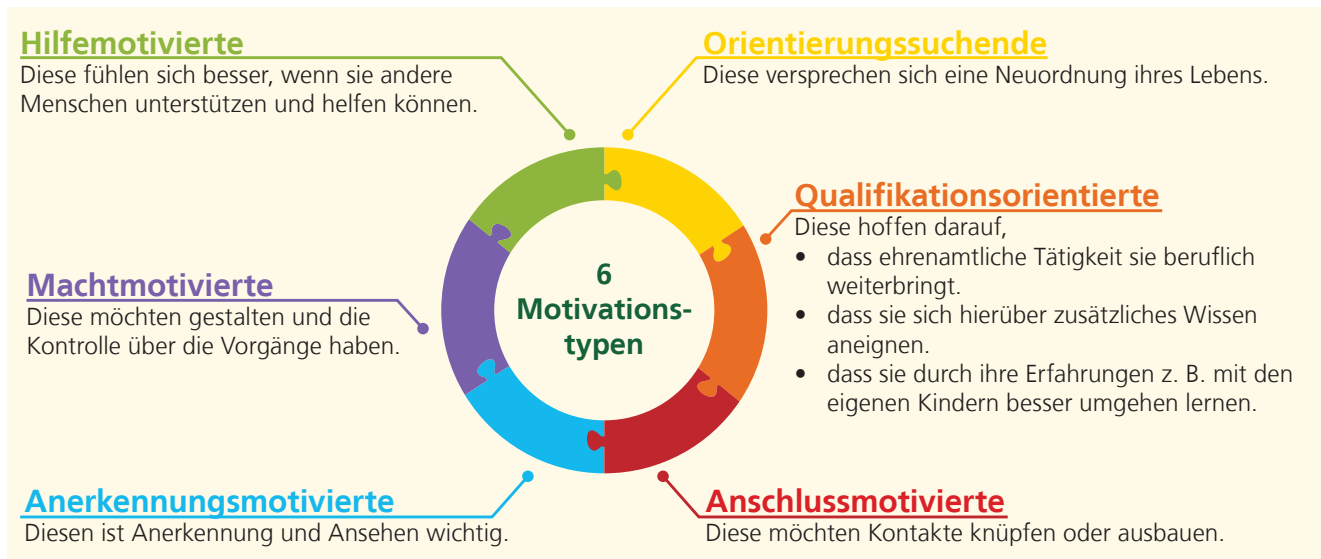 Hilfemotivierte
Diese fühlen sich besser, wenn sie andere
Menschen unterstützen und helfen können.
Orientierungssuchende
Diese versprechen sich eine Neuordnung ihres Lebens.
Qualifikationsorientierte
Diese hoffen darauf,
• dass ehrenamtliche Tätigkeit sie beruflich
weiterbringt.
• dass sie sich hierüber zusätzliches Wissen
aneignen.
• dass sie durch ihre Erfahrungen z. B. mit den
eigenen Kindern besser umgehen lernen.
6
Motivations-
typen
Machtmotivierte
Diese möchten gestalten und die
Kontrolle über die Vorgänge haben.
Anerkennungsmotivierte
Diesen ist Anerkennung und Ansehen wichtig.
Anschlussmotivierte
Diese möchten Kontakte knüpfen oder ausbauen.